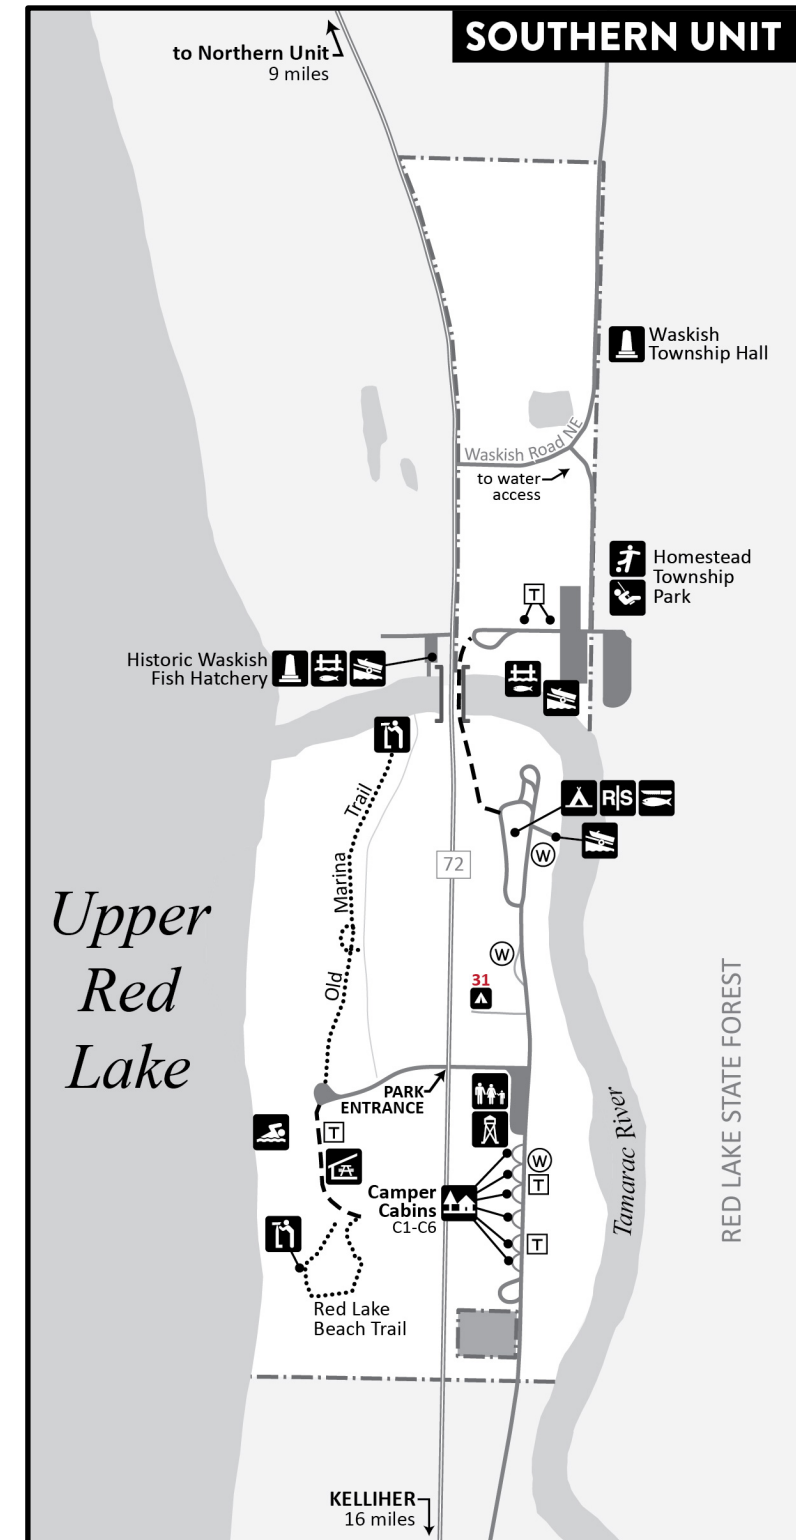 SOUTHERN UNIT
to Northern Unit
9 miles
Waskish
Township Hall
Waskish Road NE
to water
access
Homestead
Township
Park
T
Historic Waskish
Fish Hatchery
R|S
W
72
Old Marina Trail
W
31
Upper
Red
Lake
RED LAKE STATE FOREST
PARK
ENTRANCE
Tamarac River
T
W
T
Camper
Cabins
C1-C6
T
Red Lake
Beach Trail
KELLIHER
16 miles